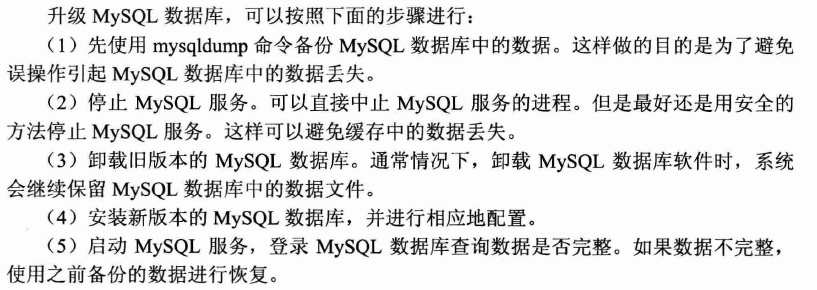 升级 MySQL 数据库，可以按照下面的步骤进行：
（1）先使用 mysqldump 命令备份 MySQL 数据库中的数据。这样做的目的是为了避免
误操作引起 MySQL 数据库中的数据丢失。
（2）停止 MySQL 服务。可以直接中止 MySQL 服务的进程。但是最好还是用安全的
方法停止 MySQL 服务。这样可以避免缓存中的数据丢失。
（3）卸载旧版本的 MySQL 数据库。通常情况下，卸载 MySQL 数据库软件时，系统
会继续保留 MySQL 数据库中的数据文件。
（4）安装新版本的 MySQL 数据库，并进行相应地配置。
（5）启动 MySQL 服务，登录 MySQL 数据库查询数据是否完整。如果数据不完整，
使用之前备份的数据进行恢复。